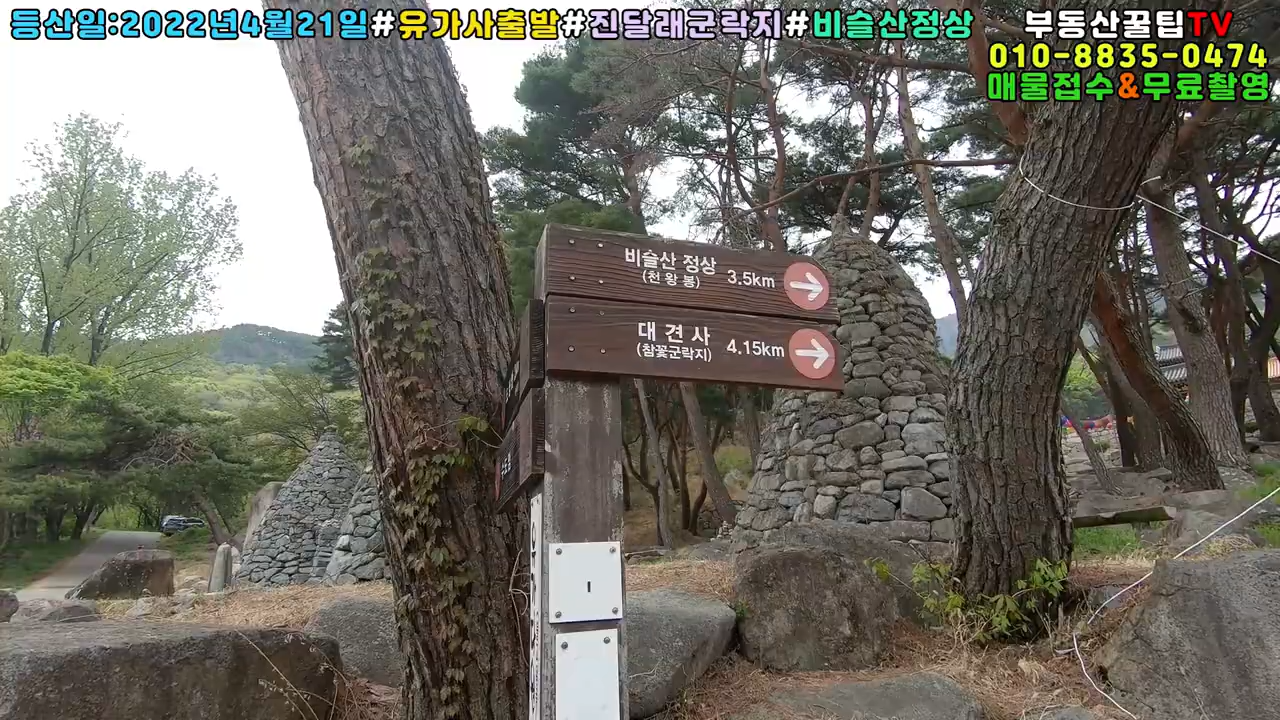 등산일:2022년4월21일#유가사출발#진달래군락지#비슬산정상
부동산꿀팁TV
010-8835-0474
매물접수&무료촬영
비슬산 정상 3.5km
(천왕봉)
대견사 4.15km
(참꽃군락지)